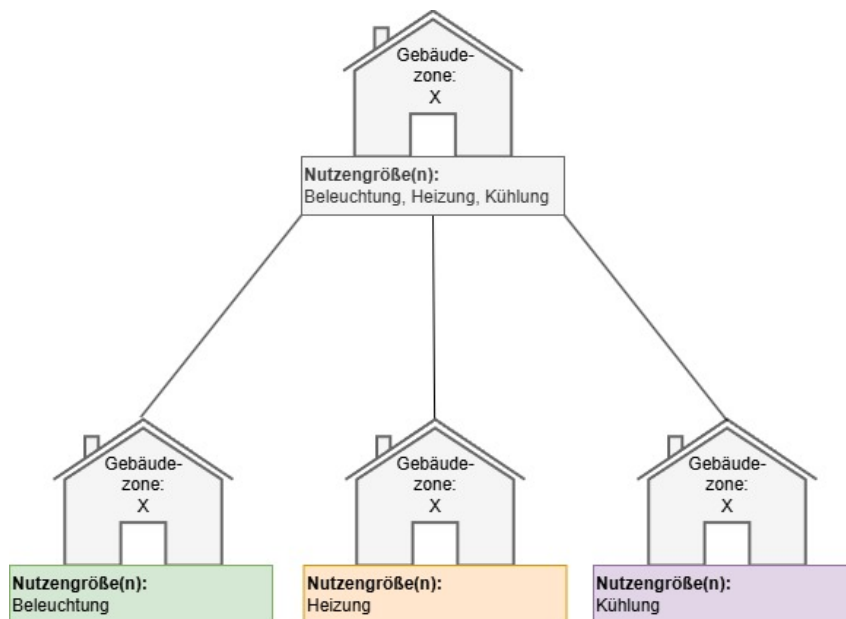 Gebäude-
zone:
X
Nutzengröße(n):
Beleuchtung, Heizung, Kühlung
Gebäude-
zone:
X
Nutzengröße(n):
Beleuchtung
Gebäude-
zone:
X
Nutzengröße(n):
Heizung
Gebäude-
zone:
X
Nutzengröße(n):
Kühlung